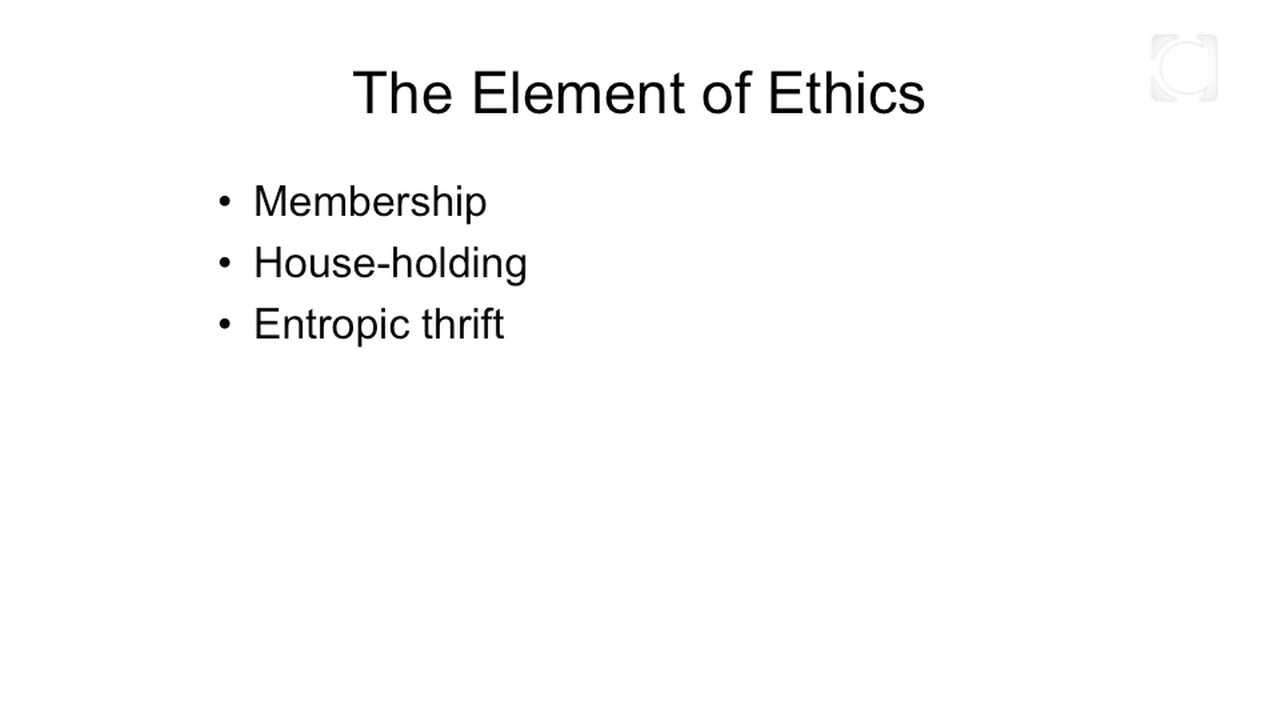 The Element of Ethics
• Membership
• House-holding
• Entropic thrift